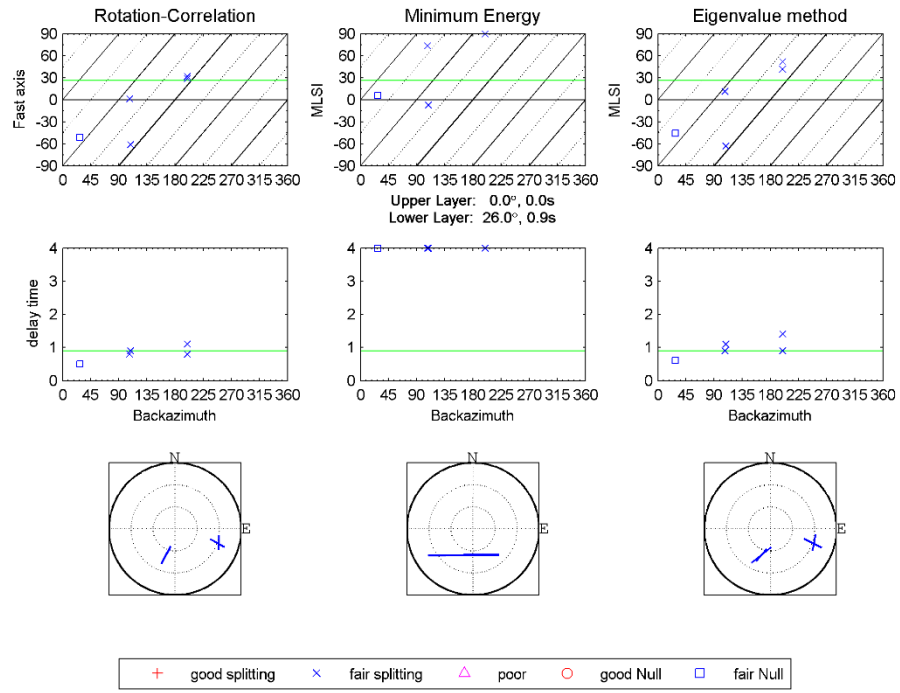 Rotation-Correlation Minimum Energy Eigenvalue method
90 90 90
60 60 60
30 30 30
Fast axis 0 MLSI 0 MLSI 0
-30 -30 -30
-60 -60 -60
-90 -90 -90
0 45 90 135 180 225 270 315 360 0 45 90 135 180 225 270 315 360 0 45 90 135 180 225 270 315 360
Upper Layer: 0.0°, 0.0s
Lower Layer: 26.0°, 0.9s
4 4 4
3 3 3
delay time 2 2 2
1 1 1
0 0 0
0 45 90 135 180 225 270 315 360 0 45 90 135 180 225 270 315 360 0 45 90 135 180 225 270 315 360
Backazimuth Backazimuth Backazimuth
N N N
E E E
good splitting fair splitting poor good Null fair Null